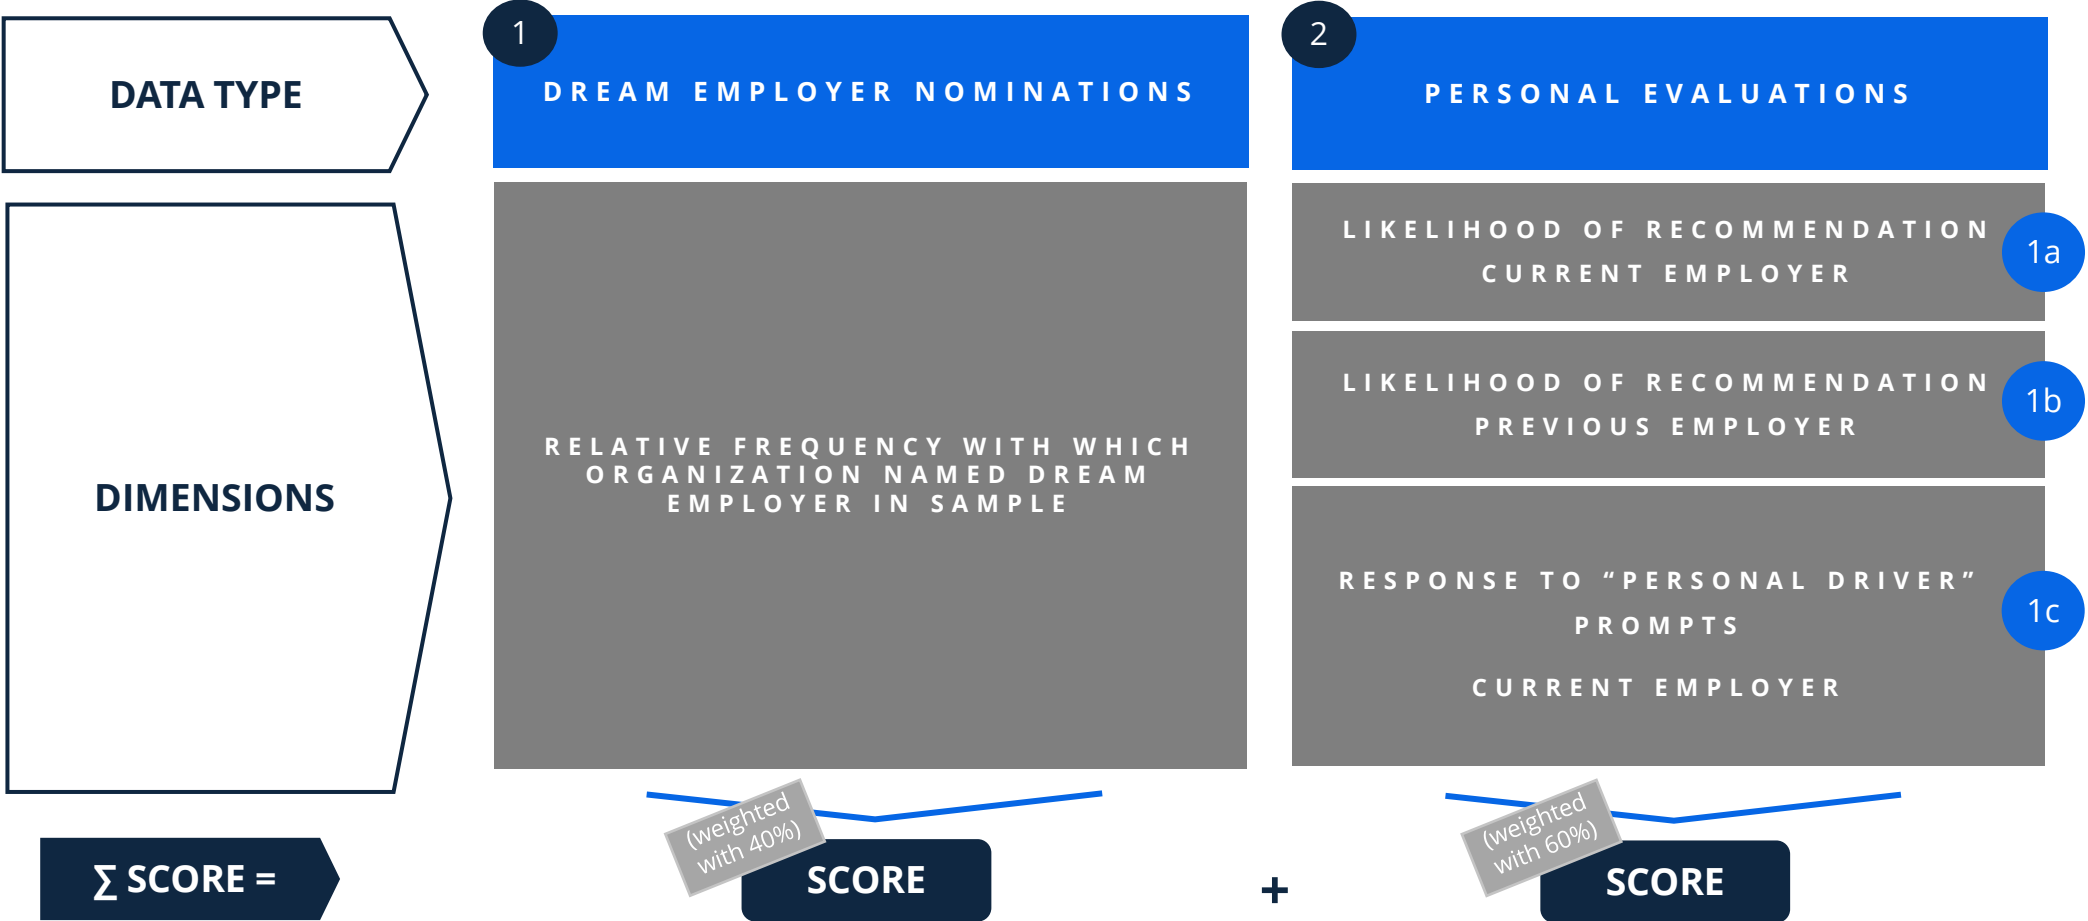 DATA TYPE
1
DREAM EMPLOYER NOMINATIONS
2
PERSONAL EVALUATIONS
DIMENSIONS
RELATIVE FREQUENCY WITH WHICH
ORGANIZATION NAMED DREAM
EMPLOYER IN SAMPLE
LIKELIHOOD OF RECOMMENDATION
CURRENT EMPLOYER
1a
LIKELIHOOD OF RECOMMENDATION
PREVIOUS EMPLOYER
1b
RESPONSE TO “PERSONAL DRIVER”
PROMPTS
CURRENT EMPLOYER
1c
∑ SCORE =
(weighted
with 40%)
SCORE
+
(weighted
with 60%)
SCORE